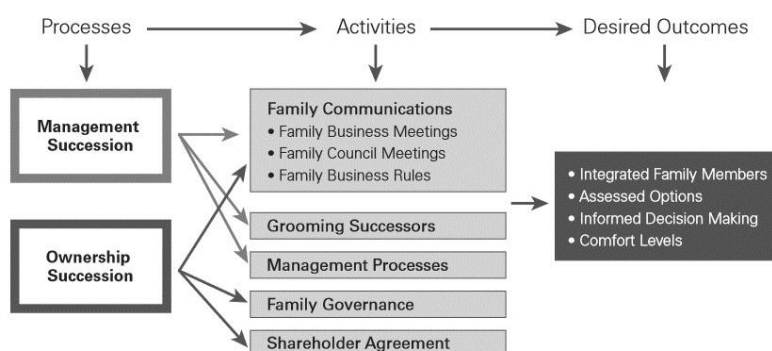 Processes
Activities
Desired Outcomes
Management
Succession
Ownership
Succession
Family Communications
• Family Business Meetings
• Family Council Meetings
• Family Business Rules
Grooming Successors
Management Processes
Family Governance
Shareholder Agreement
• Integrated Family Members
• Assessed Options
• Informed Decision Making
• Comfort Levels